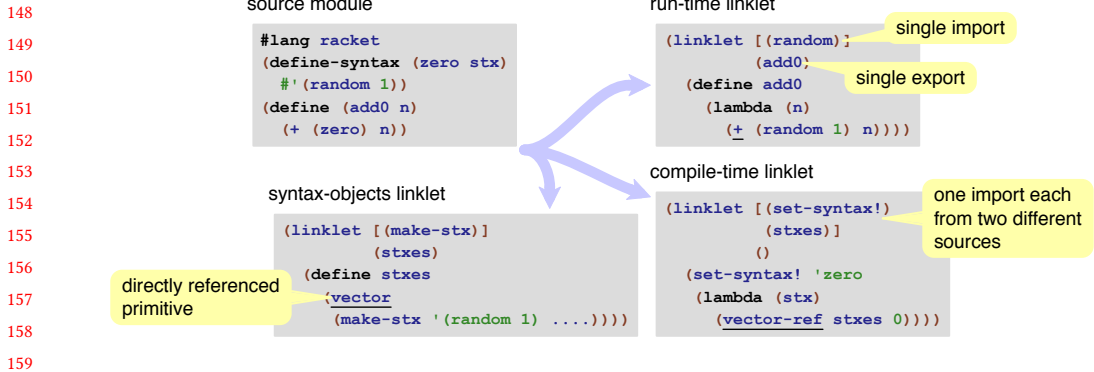 148
149
150
151
152
153
154
155
156
157
158
159
source module
#lang racket
(define-syntax (zero stx)
#'(random 1))
(define (add0 n)
(+ (zero) n))
run-time linklet
(linklet [(random)]
(add0)
(define add0
(lambda (n)
(+ (random 1) n))))
single import
single export
syntax-objects linklet
(linklet [(make-stx)]
(stxes)
(define stxes
(vector
(make-stx '(random 1) ....))))
directly referenced
primitive
compile-time linklet
(linklet [(set-syntax!)
(stxes)]
()
(set-syntax! 'zero
(lambda (stx)
(vector-ref stxes 0))))
one import each
from two different
sources